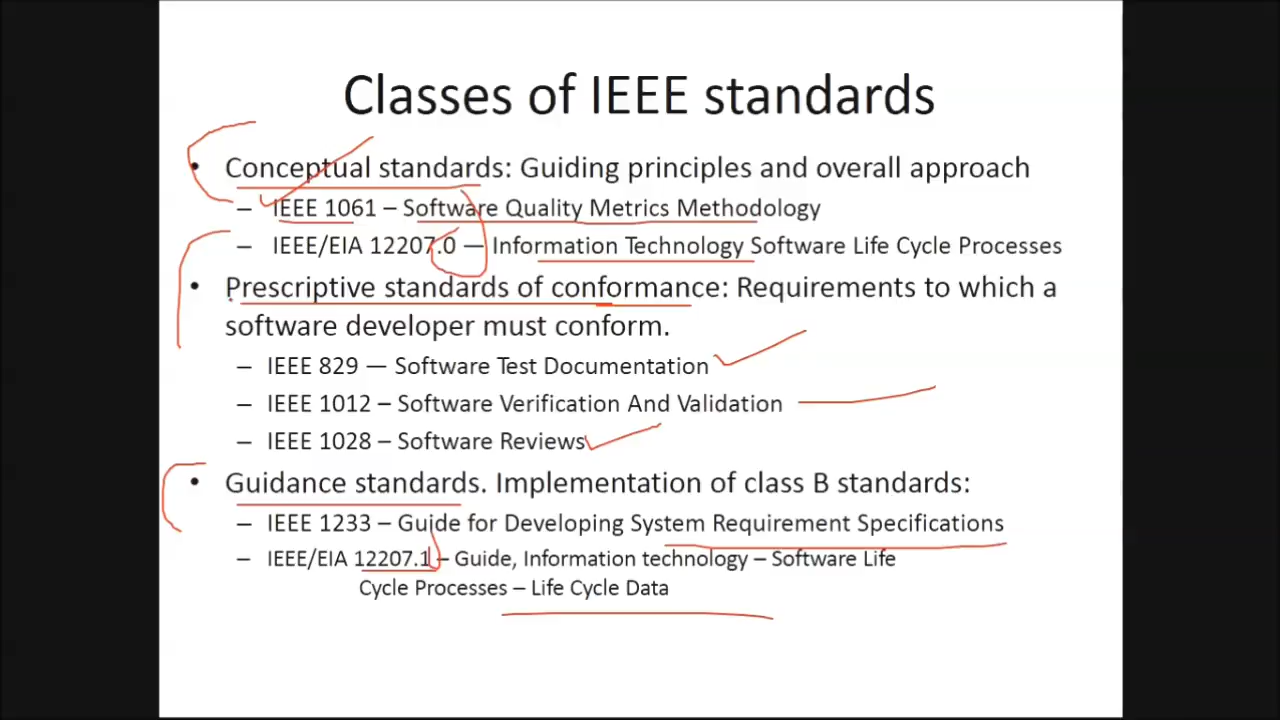 Classes of IEEE standards
• Conceptual standards: Guiding principles and overall approach
– IEEE 1061 – Software Quality Metrics Methodology
– IEEE/EIA 12207.0 — Information Technology Software Life Cycle Processes
• Prescriptive standards of conformance: Requirements to which a
software developer must conform.
– IEEE 829 — Software Test Documentation
– IEEE 1012 – Software Verification And Validation
– IEEE 1028 – Software Reviews
• Guidance standards. Implementation of class B standards:
– IEEE 1233 – Guide for Developing System Requirement Specifications
– IEEE/EIA 12207.1 – Guide, Information technology – Software Life
Cycle Processes – Life Cycle Data